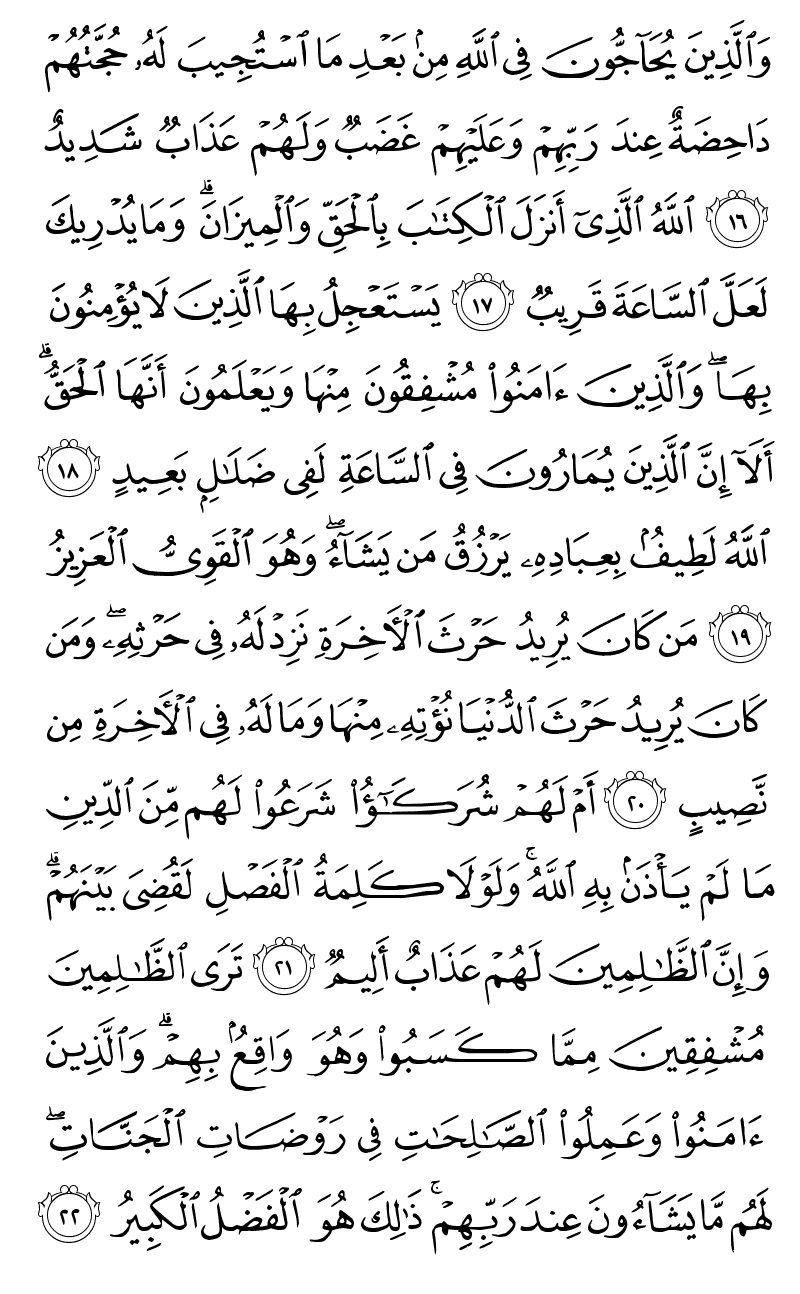 وَٱلَّذِينَ يُحَآجُّونَ فِى ٱللَّهِ مِنۢ بَعْدِ مَا ٱسْتُجِيبَ لَهُۥ حُجَّتُهُمْ
دَاحِضَةٌ عِندَ رَبِّهِمْ وَعَلَيْهِمْ غَضَبٌ وَلَهُمْ عَذَابٌ شَدِيدٌ
١٦ ٱللَّهُ ٱلَّذِىٓ أَنزَلَ ٱلْكِتَٰبَ بِٱلْحَقِّ وَٱلْمِيزَانَ ۗ وَمَا يُدْرِيكَ
لَعَلَّ ٱلسَّاعَةَ قَرِيبٌ ١٧ يَسْتَعْجِلُ بِهَا ٱلَّذِينَ لَا يُؤْمِنُونَ
بِهَا ۖ وَٱلَّذِينَ ءَامَنُوا۟ مُشْفِقُونَ مِنْهَا وَيَعْلَمُونَ أَنَّهَا ٱلْحَقُّ ۗ
أَلَآ إِنَّ ٱلَّذِينَ يُمَارُونَ فِى ٱلسَّاعَةِ لَفِى ضَلَٰلٍۭ بَعِيدٍ ١٨
ٱللَّهُ لَطِيفٌۢ بِعِبَادِهِۦ يَرْزُقُ مَن يَشَآءُ ۖ وَهُوَ ٱلْقَوِىُّ ٱلْعَزِيزُ
١٩ مَن كَانَ يُرِيدُ حَرْثَ ٱلْءَاخِرَةِ نَزِدْ لَهُۥ فِى حَرْثِهِۦ ۖ وَمَن
كَانَ يُرِيدُ حَرْثَ ٱلدُّنْيَا نُؤْتِهِۦ مِنْهَا وَمَا لَهُۥ فِى ٱلْءَاخِرَةِ مِن
نَّصِيبٍ ٢٠ أَمْ لَهُمْ شُرَكَٰٓؤُا۟ شَرَعُوا۟ لَهُم مِّنَ ٱلدِّينِ
مَا لَمْ يَأْذَنۢ بِهِ ٱللَّهُ ۚ وَلَوْلَا كَلِمَةُ ٱلْفَصْلِ لَقُضِىَ بَيْنَهُمْ ۗ
وَإِنَّ ٱلظَّٰلِمِينَ لَهُمْ عَذَابٌ أَلِيمٌ ٢١ تَرَى ٱلظَّٰلِمِينَ
مُشْفِقِينَ مِمَّا كَسَبُوا۟ وَهُوَ وَاقِعٌۢ بِهِمْ ۗ وَٱلَّذِينَ
ءَامَنُوا۟ وَعَمِلُوا۟ ٱلصَّٰلِحَٰتِ فِى رَوْضَاتِ ٱلْجَنَّاتِ ۖ
لَهُم مَّا يَشَآءُونَ عِندَ رَبِّهِمْ ۚ ذَٰلِكَ هُوَ ٱلْفَضْلُ ٱلْكَبِيرُ ٢٢